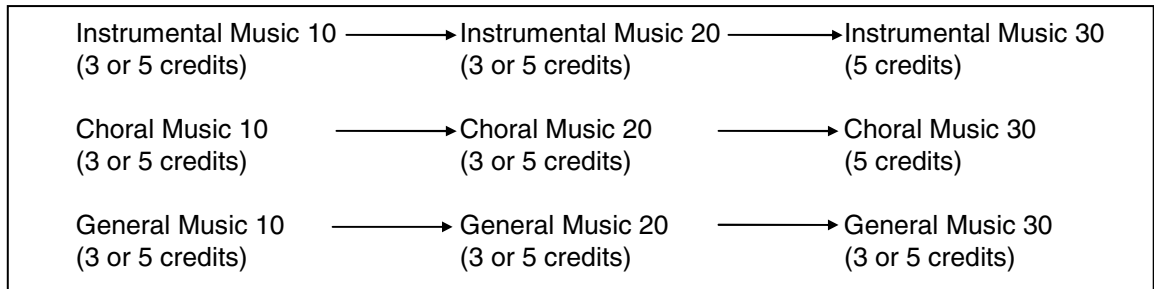 Instrumental Music 10 Instrumental Music 20 Instrumental Music 30
(3 or 5 credits) (3 or 5 credits) (5 credits)
Choral Music 10 Choral Music 20 Choral Music 30
(3 or 5 credits) (3 or 5 credits) (5 credits)
General Music 10 General Music 20 General Music 30
(3 or 5 credits) (3 or 5 credits) (3 or 5 credits)